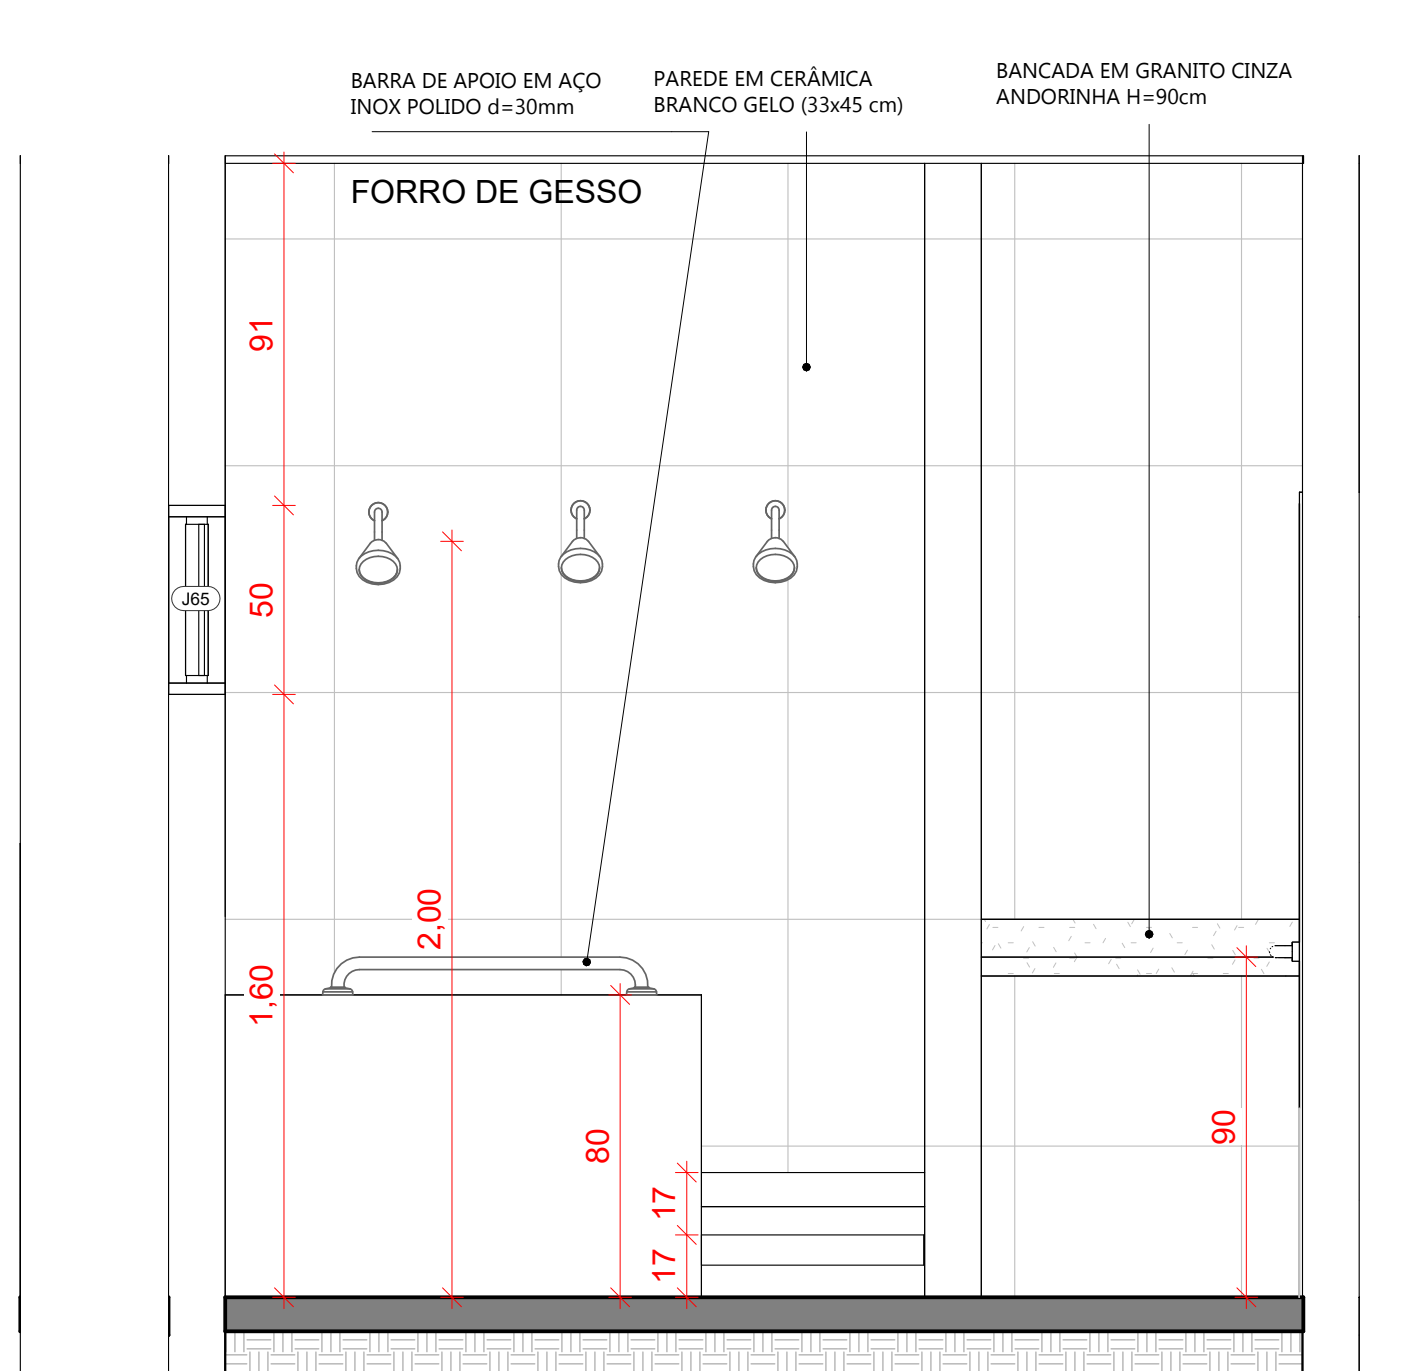 BARRA DE APOIO EM AÇO
INOX POLIDO d=30mm
PAREDE EM CERÂMICA
BRANCO GELO (33x45 cm)
BANCADA EM GRANITO CINZA
ANDORINHA H=90cm
FORRO DE GESSO
91
50
J65
2,00
1,60
80
90
17
17